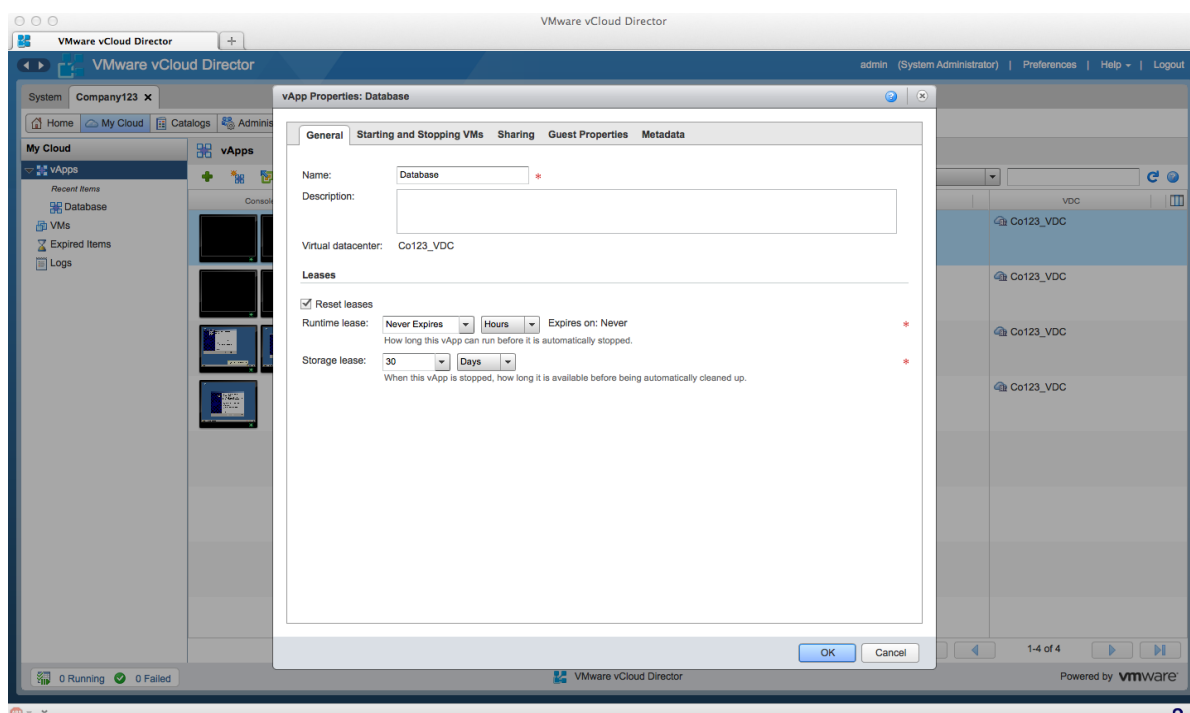 VMware vCloud Director
VMware vCloud Director
VMware vCloud Director
admin (System Administrator) | Preferences | Help | Logout
System Company123
Home My Cloud Catalogs Adminis
My Cloud
vApps
Recent Items
Database
VMs
Expired Items
Logs
vApps
Console
VDC
Co123_VDC
Co123_VDC
Co123_VDC
Co123_VDC
vApp Properties: Database
General Starting and Stopping VMs Sharing Guest Properties Metadata
Name: Database *
Description:
Virtual datacenter: Co123_VDC
Leases
Reset leases
Runtime lease: Never Expires Hours Expires on: Never *
How long this vApp can run before it is automatically stopped.
Storage lease: 30 Days *
When this vApp is stopped, how long it is available before being automatically cleaned up.
OK Cancel
1-4 of 4
0 Running 0 Failed
VMware vCloud Director
Powered by vmware